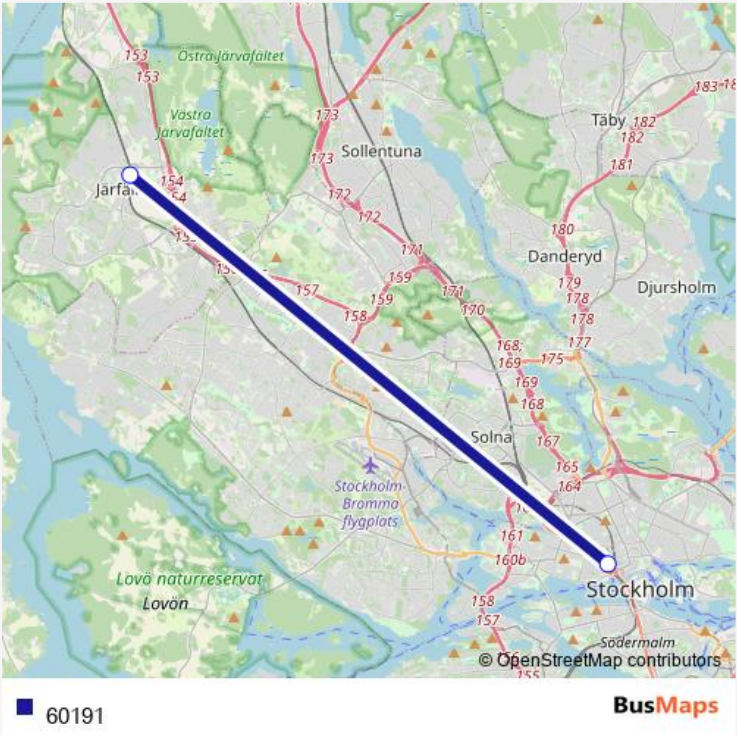 153
153
Östra Järvafältet
183
Västra
Järvafältet
173
Täby
182
182
173
Sollentuna
181
Järfäl
154
172
172
180
171
Danderyd
159
179
157
159
171
178
Djursholm
158
170
178
177
168;
169
175
169
168
Solna
167
165
164
Stockholm-
Bromma
flygplats
161
160b
Lovö naturreservat
Lovön
158
157
Stockholm
Södermalm
© OpenStreetMap contributors
155
60191
BusMaps